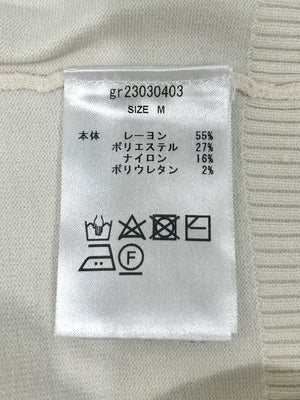 gr23030403
SIZE M
本体 レーヨン 55%
ポリエステル 27%
ナイロン 16%
ポリウレタン 2%
F